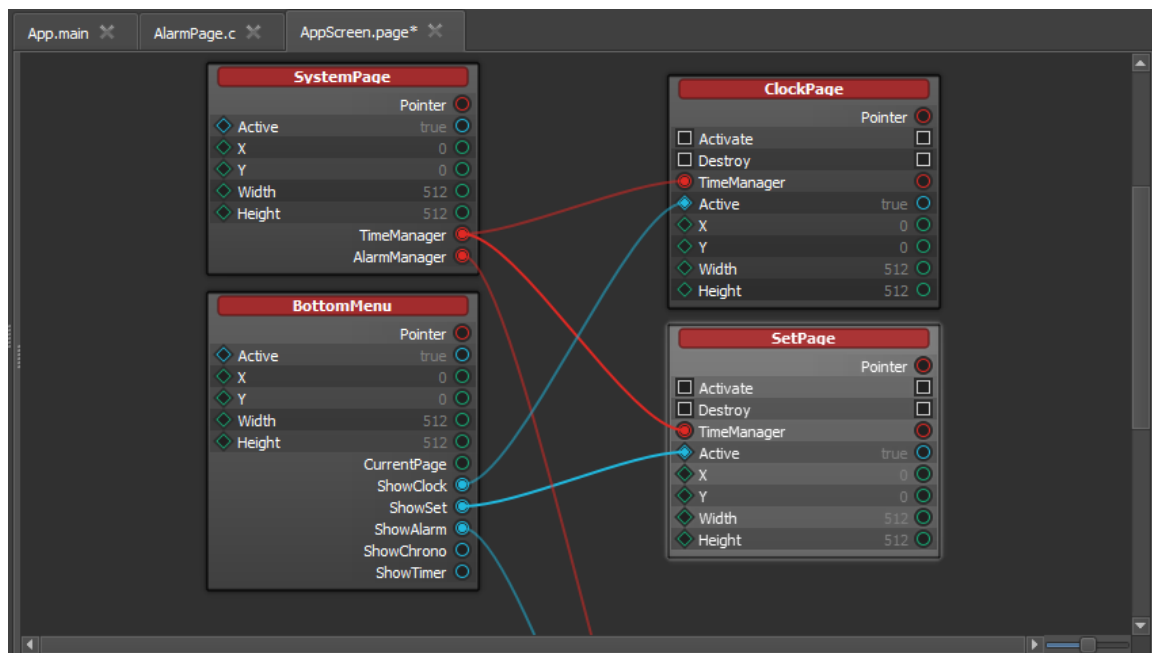 App.main
AlarmPage.c
AppScreen.page*
SystemPage
Pointer
Active true
X 0
Y 0
Width 512
Height 512
TimeManager
AlarmManager
BottomMenu
Pointer
Active true
X 0
Y 0
Width 512
Height 512
CurrentPage
ShowClock
ShowSet
ShowAlarm
ShowChrono
ShowTimer
ClockPage
Pointer
Activate
Destroy
TimeManager
Active true
X 0
Y 0
Width 512
Height 512
SetPage
Pointer
Activate
Destroy
TimeManager
Active true
X 0
Y 0
Width 512
Height 512